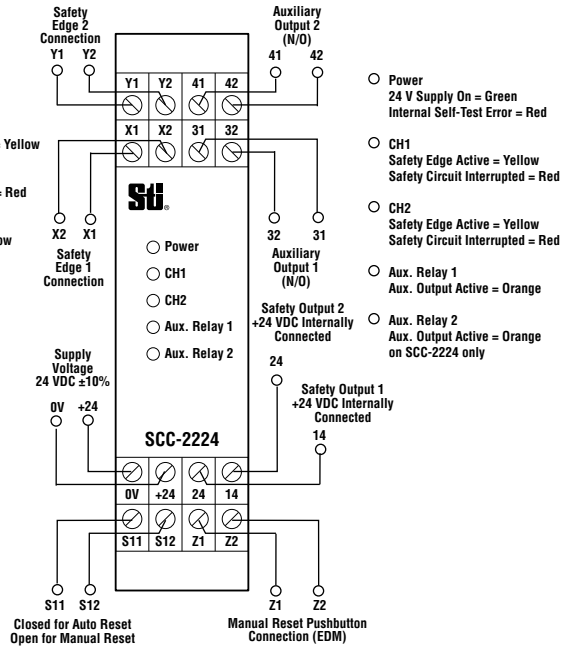 Safety
Edge 2
Connection
Y1 Y2
Auxiliary
Output 2
(N/O)
41 42
Y1 Y2 41 42
X1 X2 31 32
Yellow
= Red
X2 X1
Safety
Edge 1
Connection
32 31
Auxiliary
Output 1
(N/O)
Sti
Power
CH1
CH2
Aux. Relay 1
Aux. Relay 2
Safety Output 2
+24 VDC Internally
Connected
24
Safety Output 1
+24 VDC Internally
Connected
14
Supply
Voltage
24 VDC ±10%
0V +24
SCC-2224
0V +24 24 14
S11 S12 Z1 Z2
S11 S12
Closed for Auto Reset
Open for Manual Reset
Z1 Z2
Manual Reset Pushbutton
Connection (EDM)
Power
24 V Supply On = Green
Internal Self-Test Error = Red
CH1
Safety Edge Active = Yellow
Safety Circuit Interrupted = Red
CH2
Safety Edge Active = Yellow
Safety Circuit Interrupted = Red
Aux. Relay 1
Aux. Output Active = Orange
Aux. Relay 2
Aux. Output Active = Orange
on SCC-2224 only